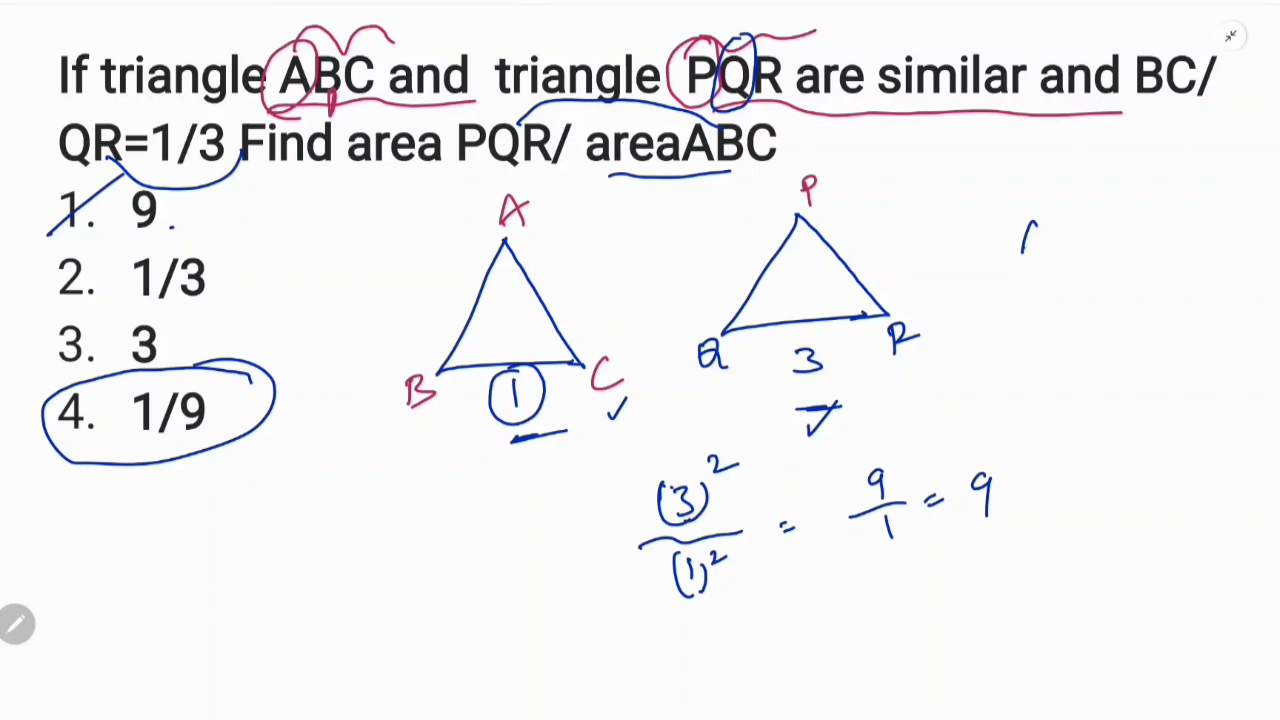 If triangle ABC and triangle PQR are similar and BC/
QR=1/3 Find area PQR/ areaABC
1. 9
2. 1/3
3. 3
4. 1/9
A
P
B
1
C
Q
3
R
(3)² / (1)² = 9/1 = 9